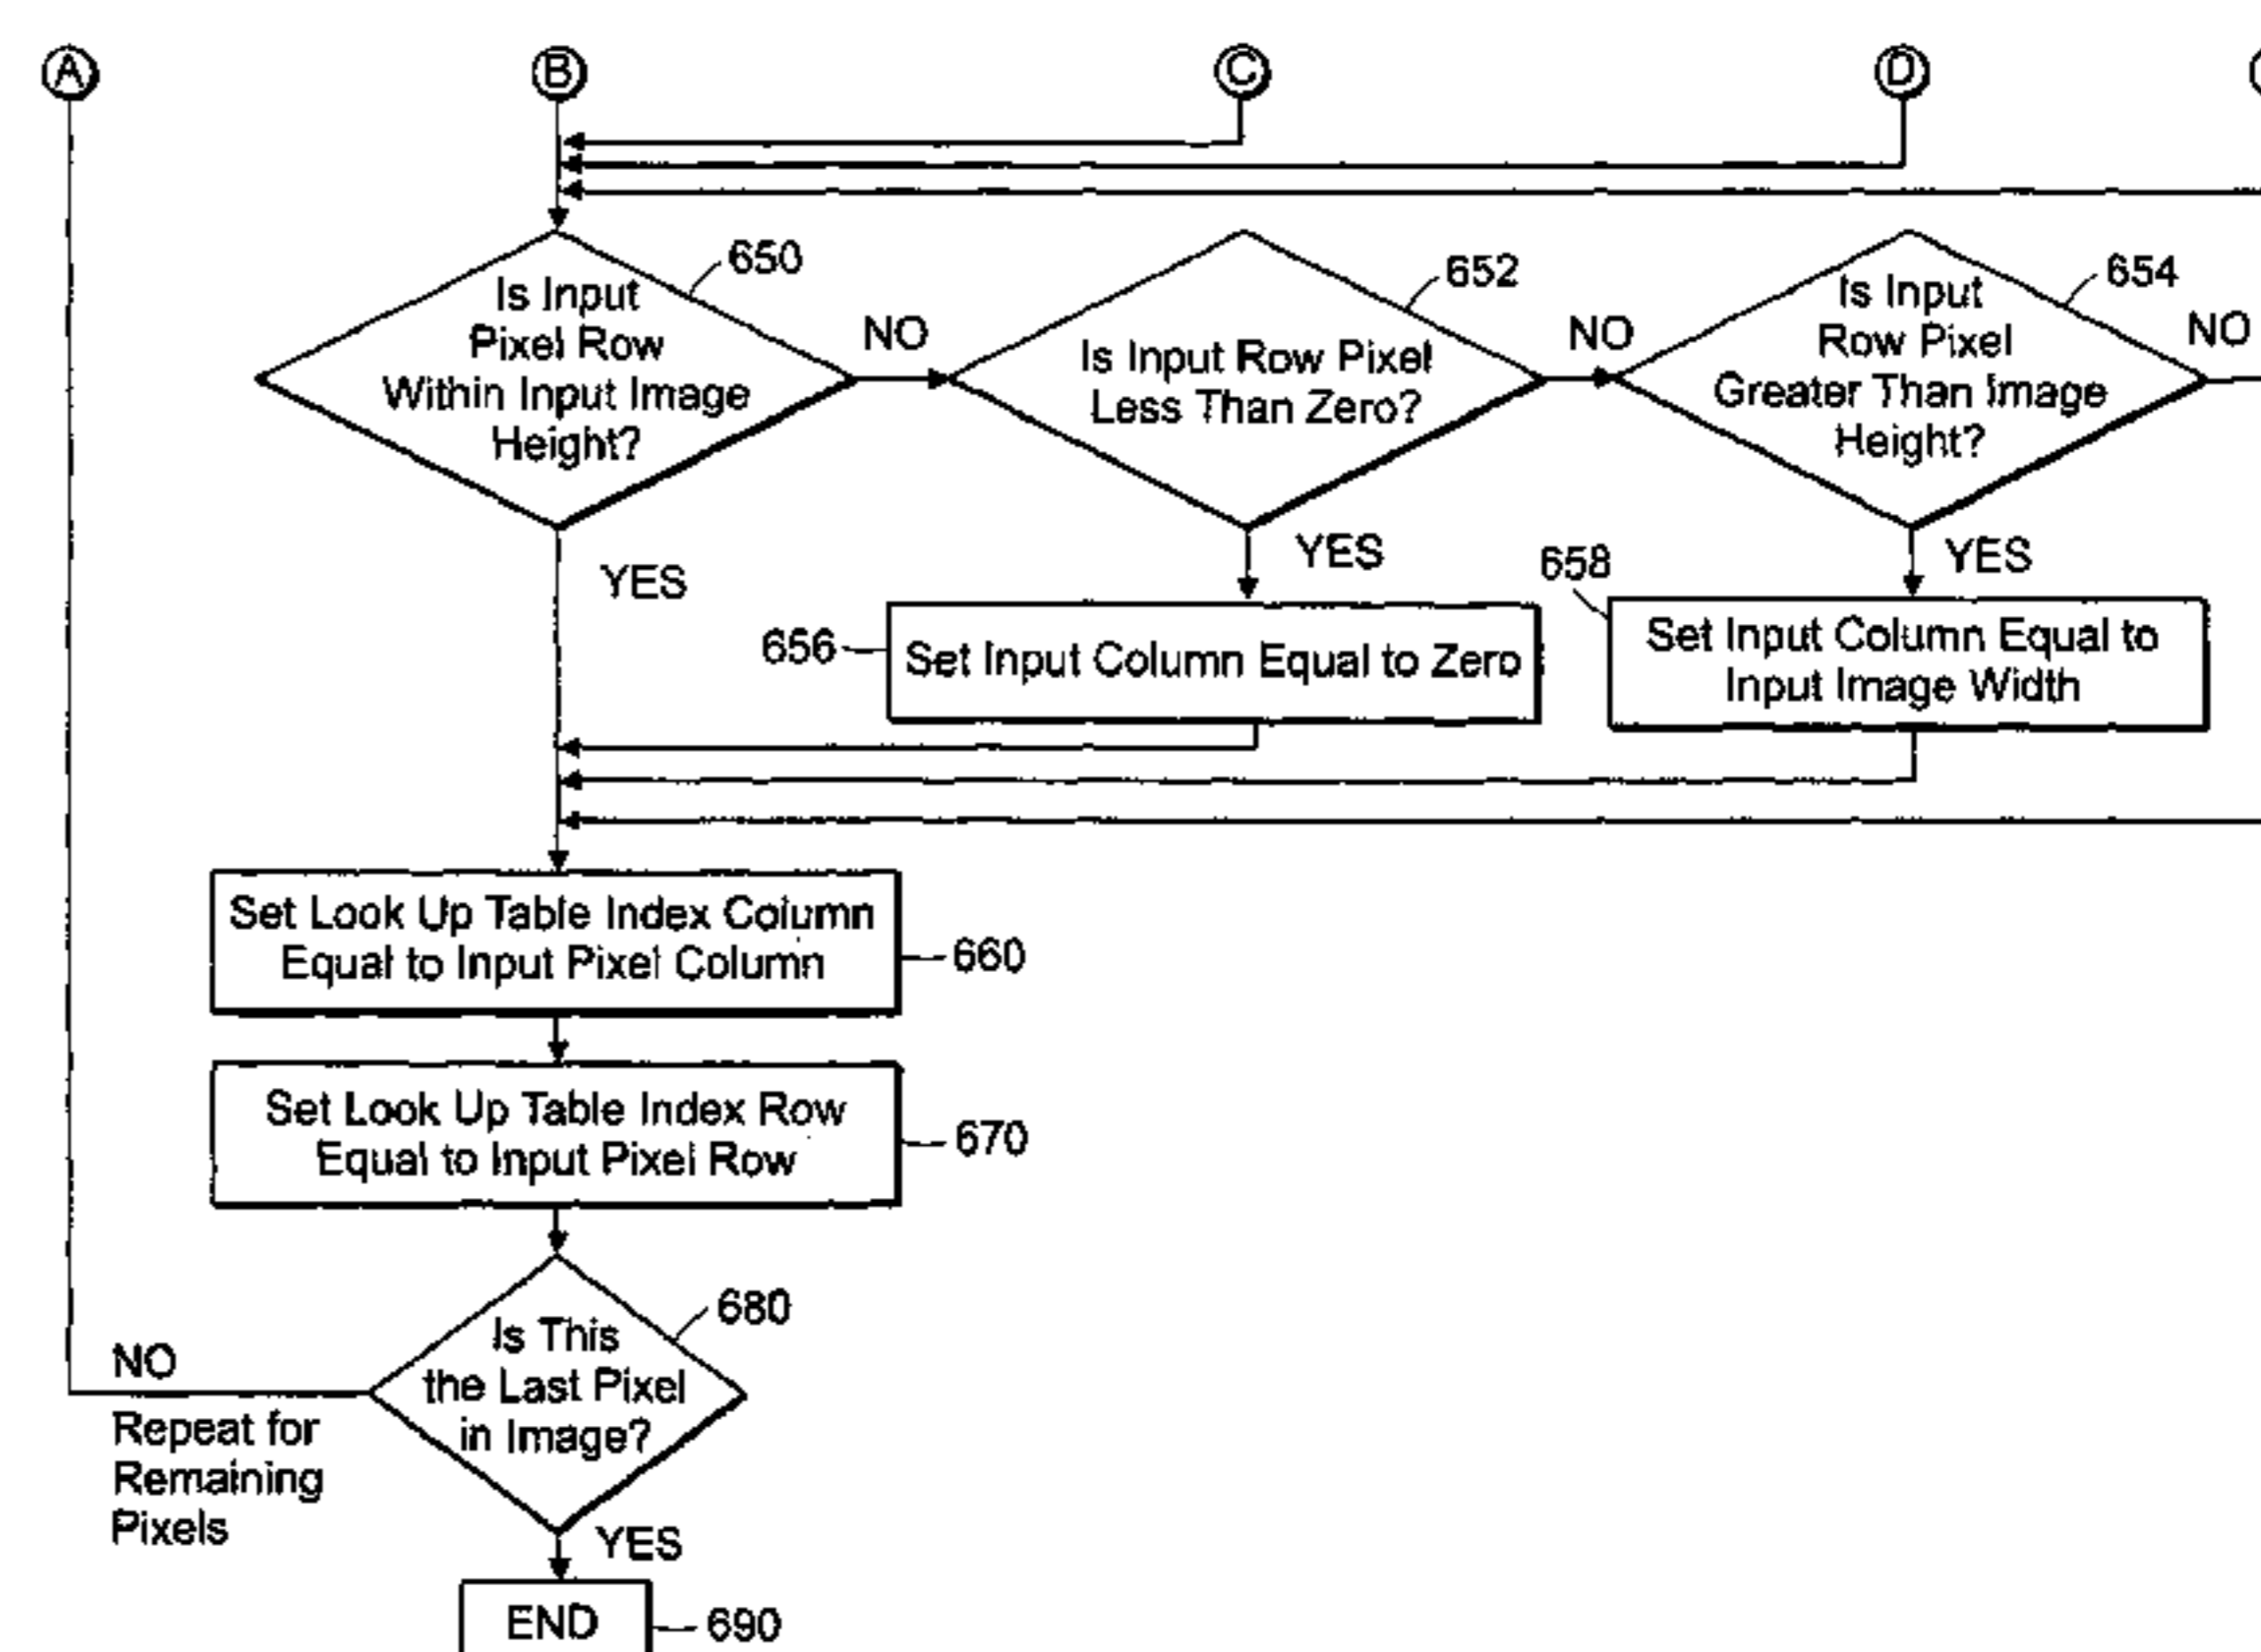 A
B
C
D
650
Is Input
Pixel Row
Within Input Image
Height?
NO
652
Is Input Row Pixel
Less Than Zero?
NO
654
Is Input
Row Pixel
Greater Than Image
Height?
NO
YES
YES
YES
656
Set Input Column Equal to Zero
658
Set Input Column Equal to
Input Image Width
Set Look Up Table Index Column
Equal to Input Pixel Column
660
Set Look Up Table Index Row
Equal to Input Pixel Row
670
680
Is This
the Last Pixel
in Image?
NO
Repeat for
Remaining
Pixels
YES
END
690